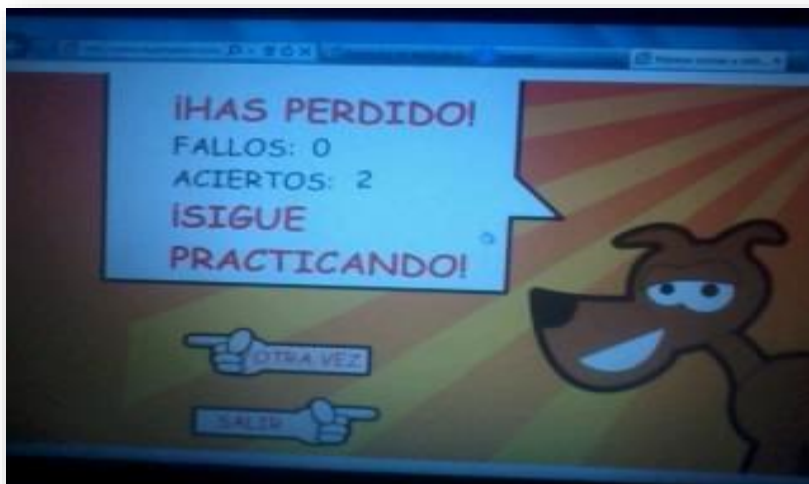 ¡HAS PERDIDO!
FALLOS: 0
ACIERTOS: 2
¡SIGUE
PRACTICANDO!
OTRA VEZ
SALIR